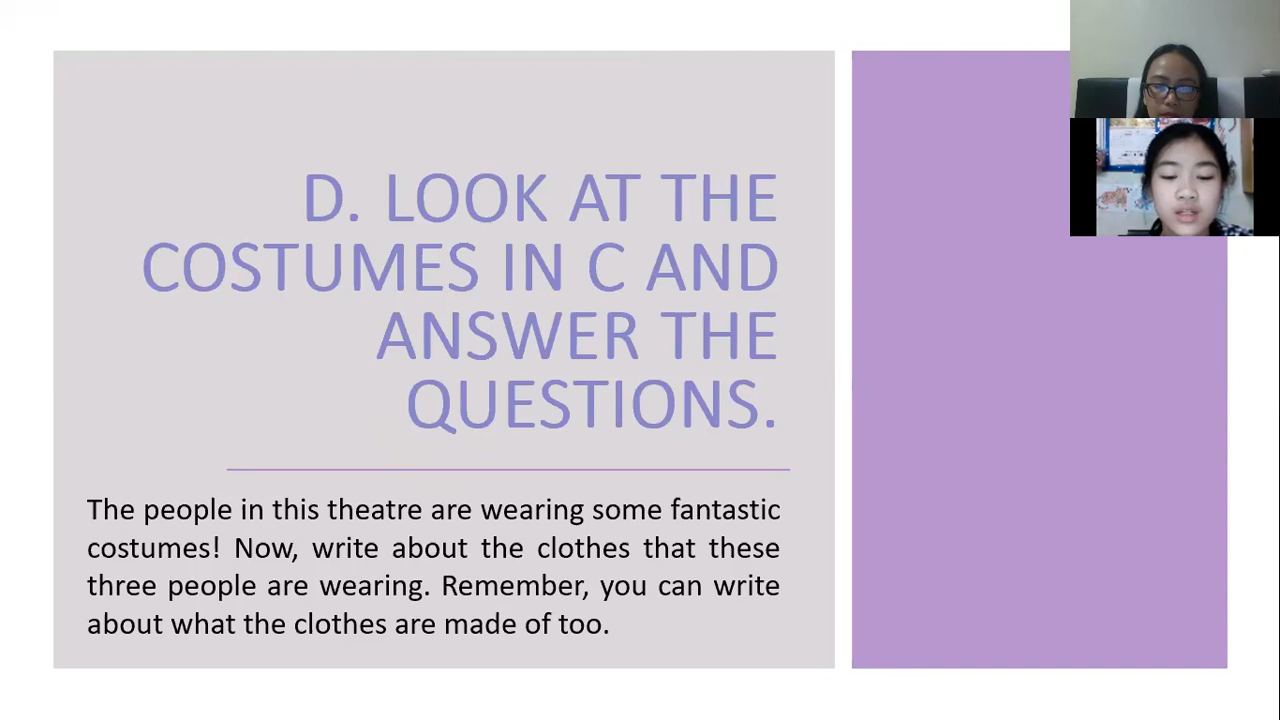 D. LOOK AT THE
COSTUMES IN C AND
ANSWER THE
QUESTIONS.
The people in this theatre are wearing some fantastic
costumes! Now, write about the clothes that these
three people are wearing. Remember, you can write
about what the clothes are made of too.